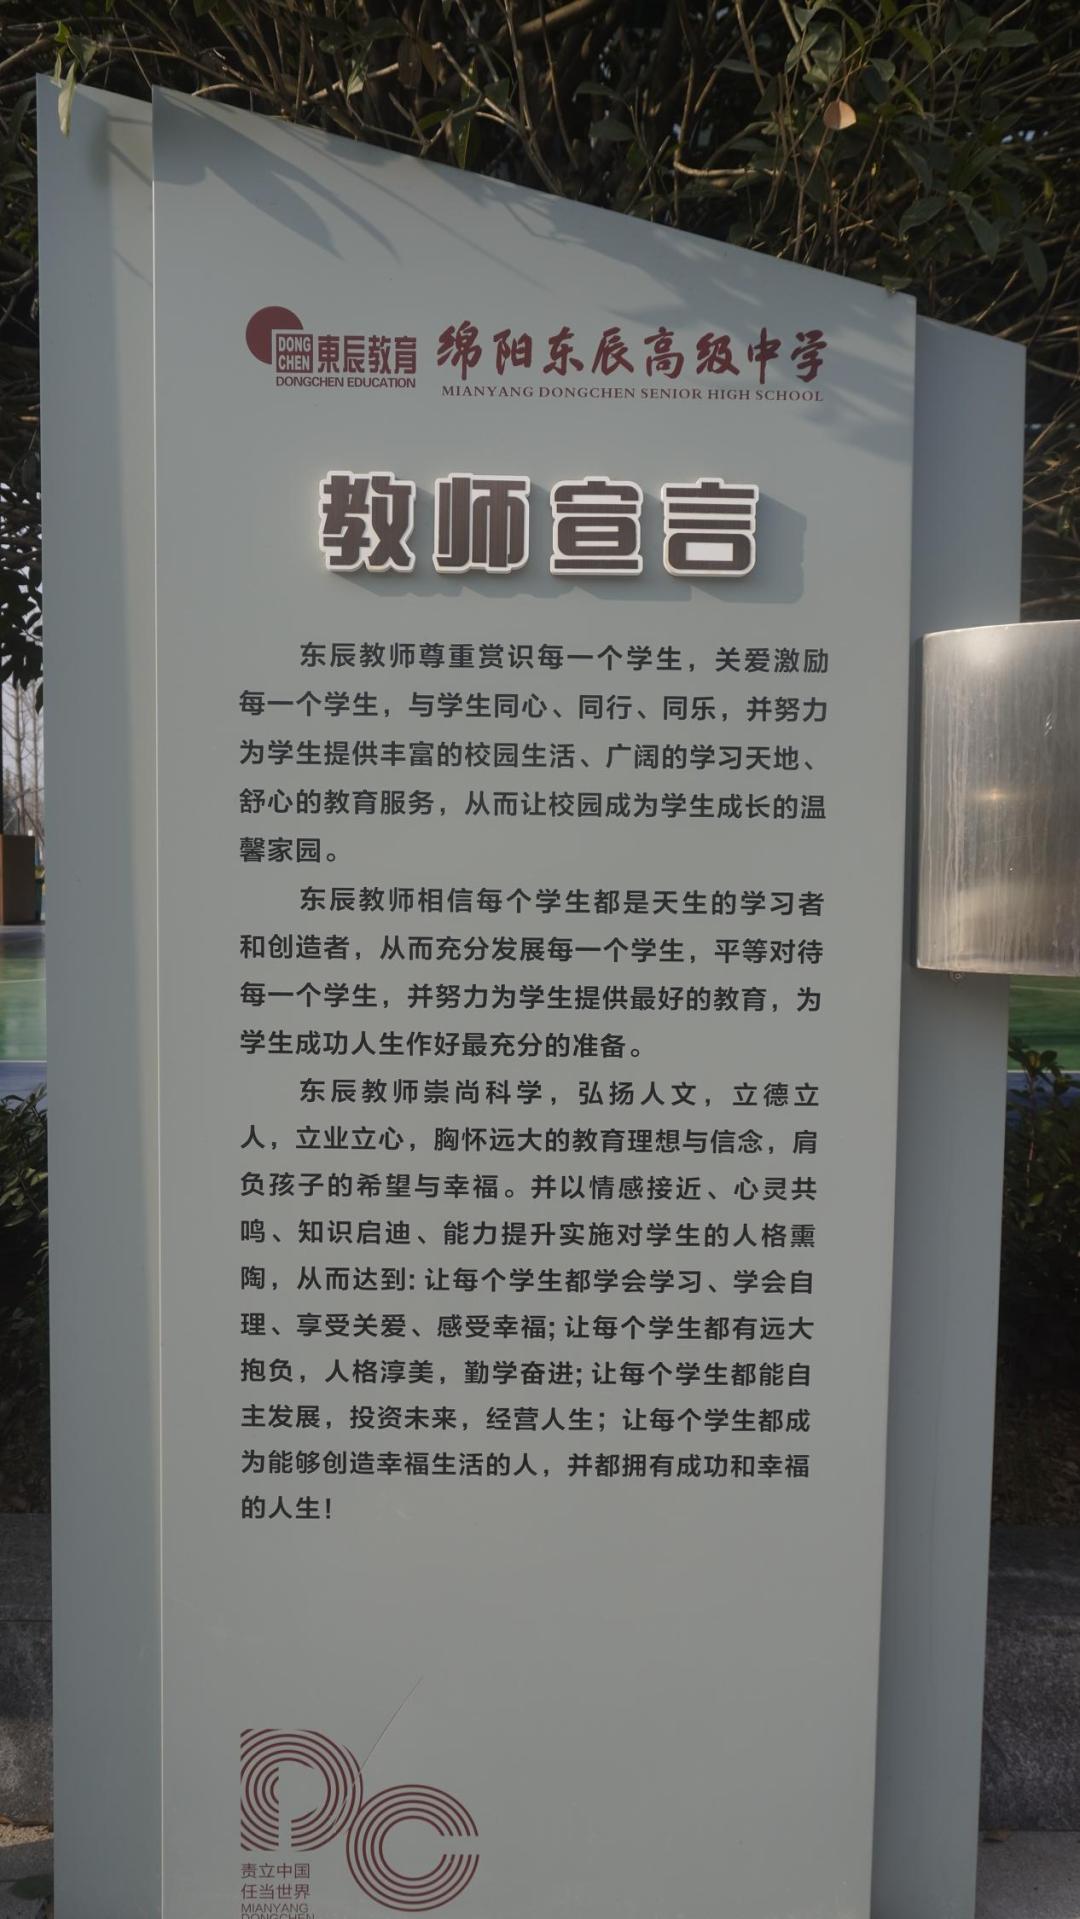 DONG
CHEN
東辰教育
DONGCHEN EDUCATION
绵阳东辰高级中学
MIANYANG DONGCHEN SENIOR HIGH SCHOOL
教师宣言
东辰教师尊重赏识每一个学生，关爱激励
每一个学生，与学生同心、同行、同乐，并努力
为学生提供丰富的校园生活、广阔的学习天地、
舒心的教育服务，从而让校园成为学生成长的温
馨家园。
东辰教师相信每个学生都是天生的学习者
和创造者，从而充分发展每一个学生，平等对待
每一个学生，并努力为学生提供最好的教育，为
学生成功人生作好最充分的准备。
东辰教师崇尚科学，弘扬人文，立德立
人，立业立心，胸怀远大的教育理想与信念，肩
负孩子的希望与幸福。并以情感接近、心灵共
鸣、知识启迪、能力提升实施对学生的人格熏
陶，从而达到:让每个学生都学会学习、学会自
理、享受关爱、感受幸福;让每个学生都有远大
抱负，人格淳美，勤学奋进;让每个学生都能自
主发展，投资未来，经营人生；让每个学生都成
为能够创造幸福生活的人，并都拥有成功和幸福
的人生！
DC
责立中国
任当世界
MIANYANG
DONGCHEN